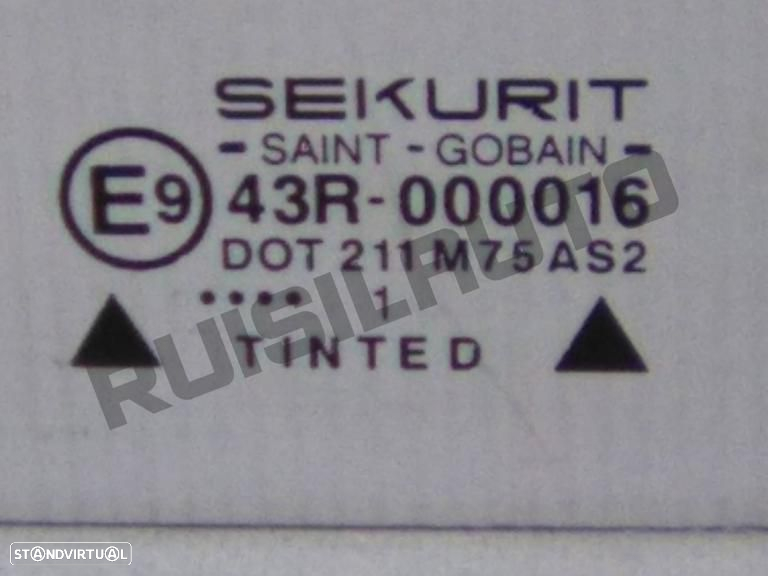 SEKURIT
- SAINT - GOBAIN -
E9 43R-000016
DOT 211 M75 AS2
.... 1
TINTED
RUISILAUTO
STANDVIRTUAL